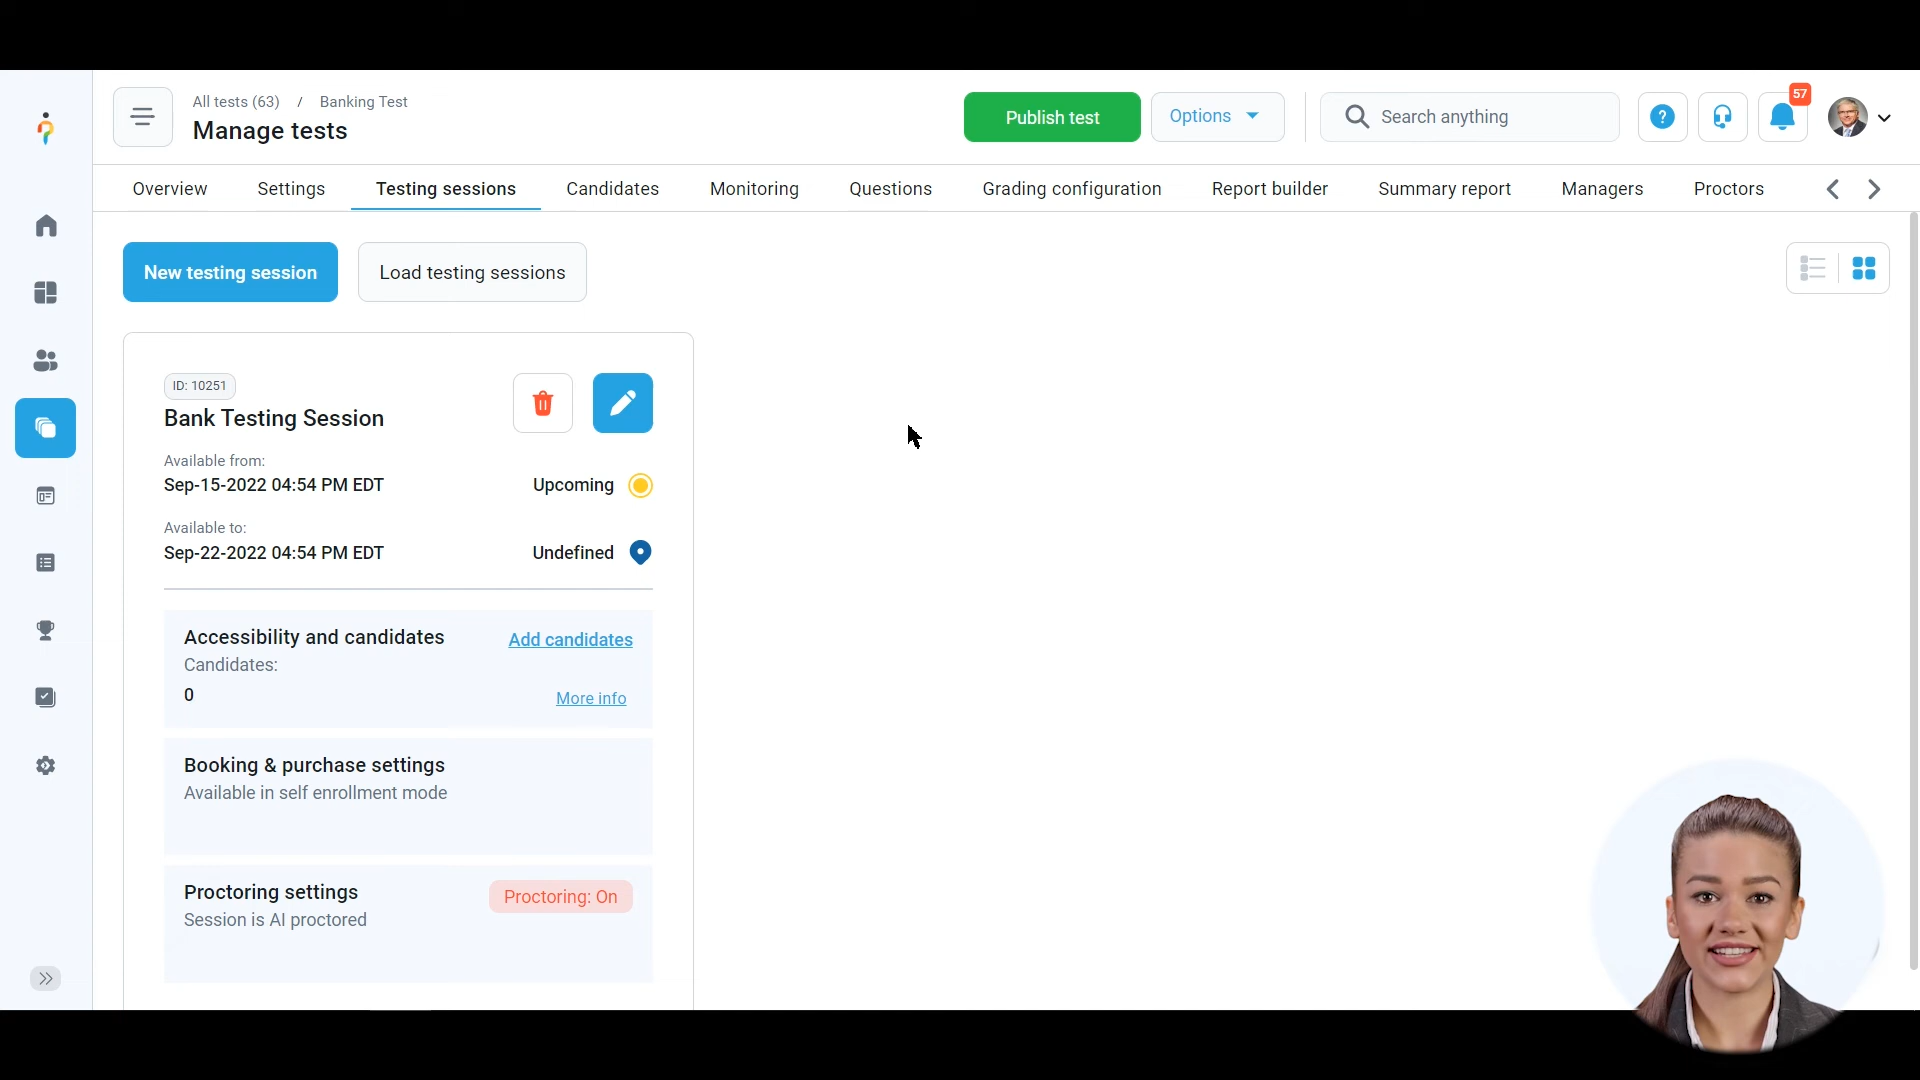 All tests (63) / Banking Test
Manage tests
Publish test
Options
Search anything
?
57
Overview
Settings
Testing sessions
Candidates
Monitoring
Questions
Grading configuration
Report builder
Summary report
Managers
Proctors
New testing session
Load testing sessions
ID: 10251
Bank Testing Session
Available from:
Sep-15-2022 04:54 PM EDT
Upcoming
Available to:
Sep-22-2022 04:54 PM EDT
Undefined
Accessibility and candidates
Add candidates
Candidates:
0
More info
Booking & purchase settings
Available in self enrollment mode
Proctoring settings
Proctoring: On
Session is AI proctored